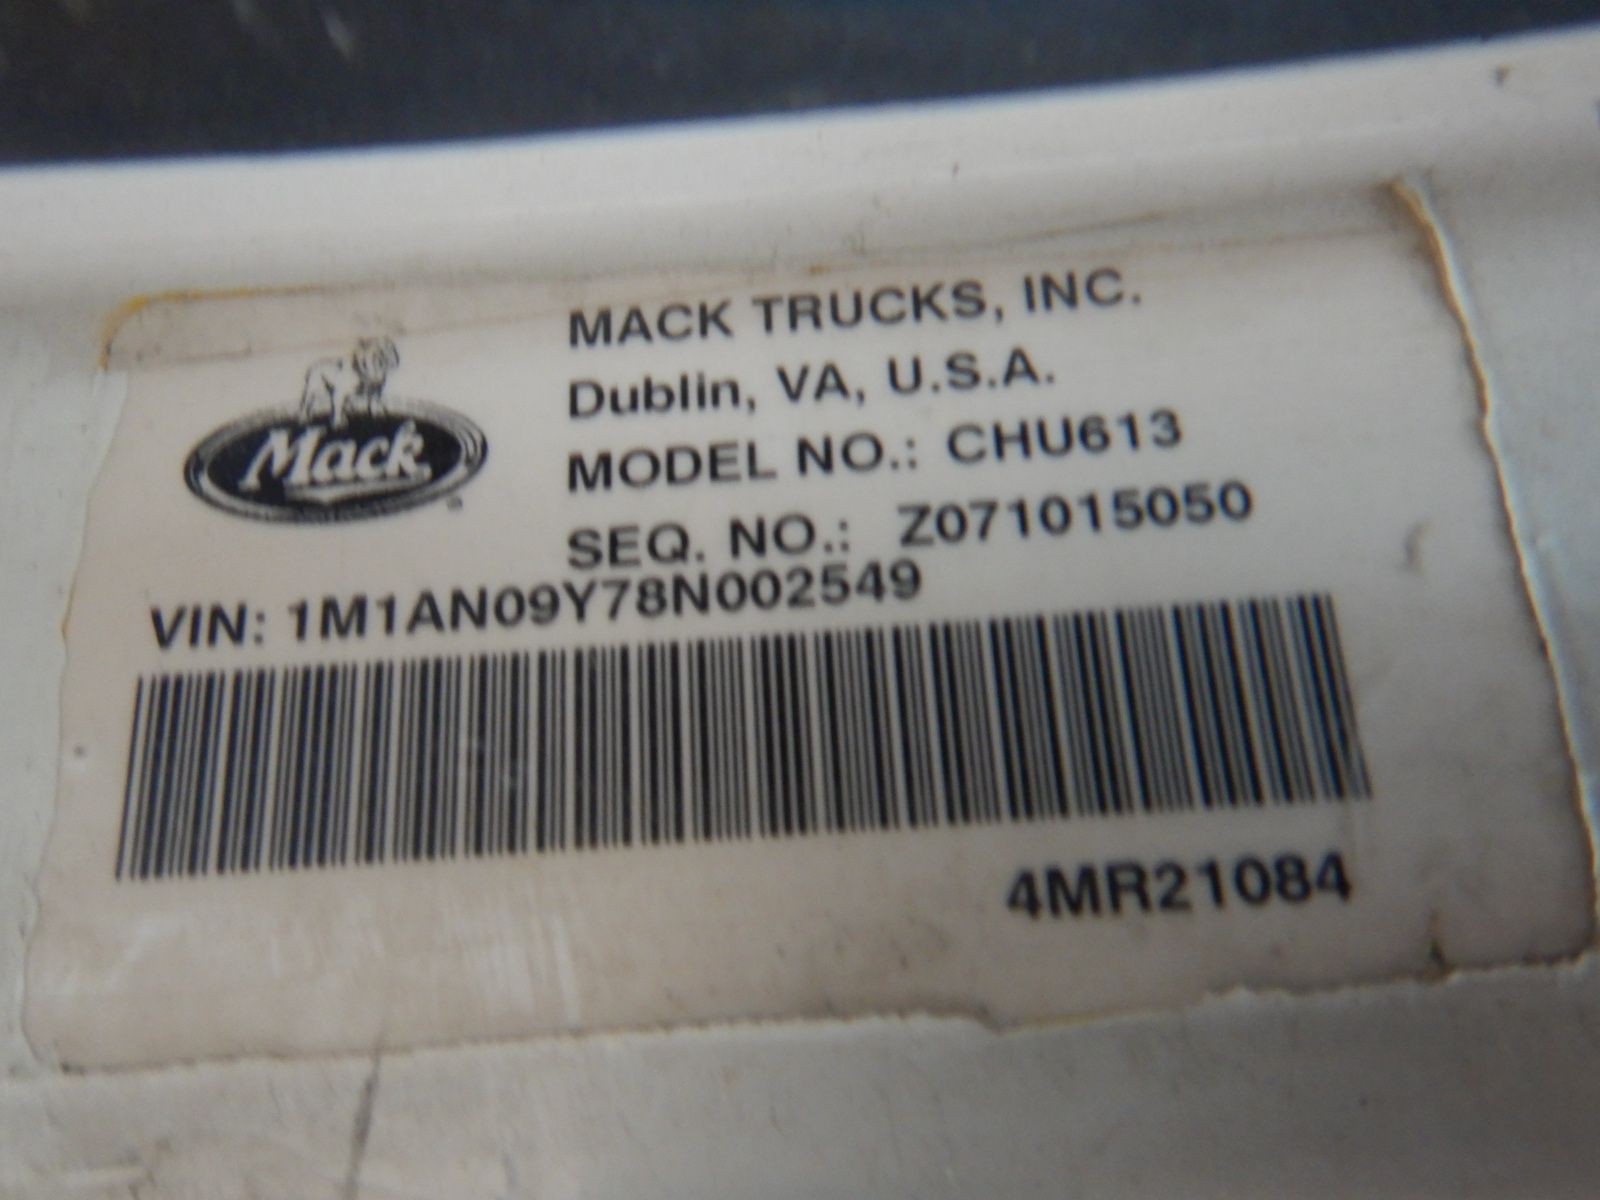 Mack
MACK TRUCKS, INC.
Dublin, VA, U.S.A.
MODEL NO.: CHU613
SEQ. NO.: Z071015050
VIN: 1M1AN09Y78N002549
4MR21084